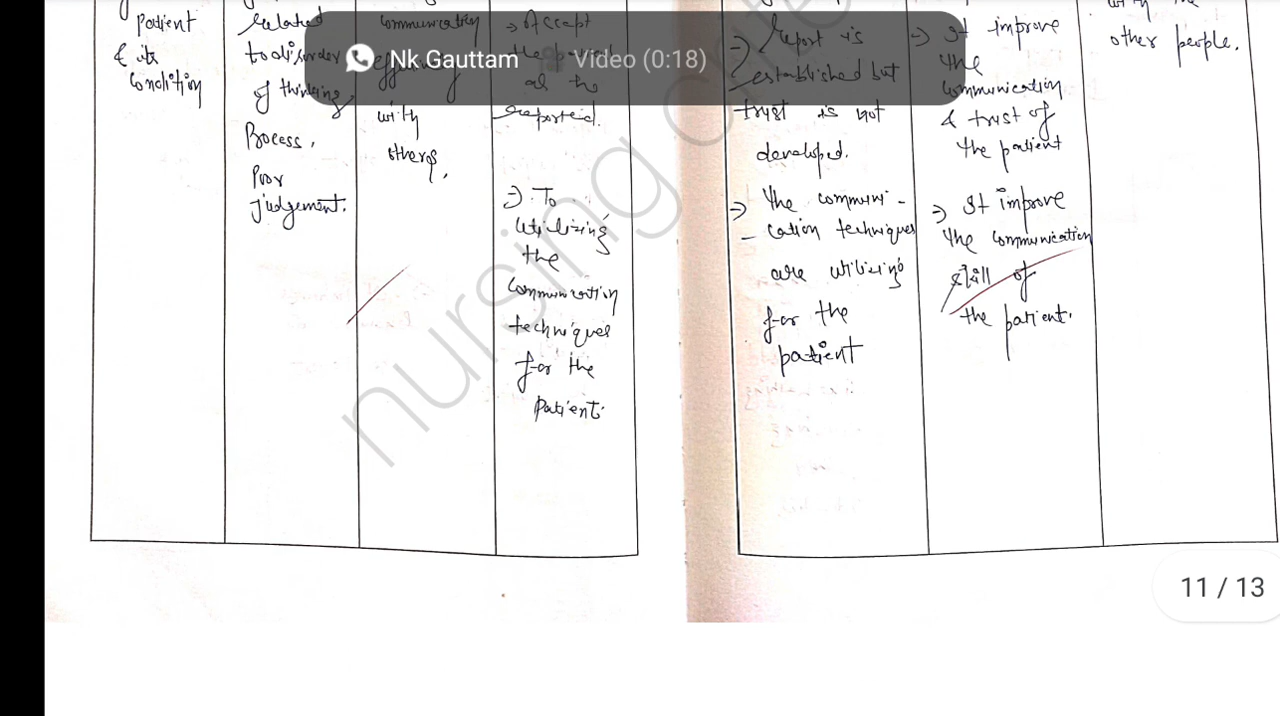 patient
& its
condition
related
to disorder
of thinking
Process,
Poor
judgement.
communication
with
others.
accept
the
as the
reported.
=) To
utilizing
the
communication
techniques
for the
patient.
=) Report is
established but
trust is not
developed.
=) the communi-
- cation techniques
are utilizing
for the
patient
=) It improve
the
communication
& trust of
the patient
=) It improve
the communication
skill of
the patient.
with the
other people.
Nk Gauttam Video (0:18)
nursing
11 / 13